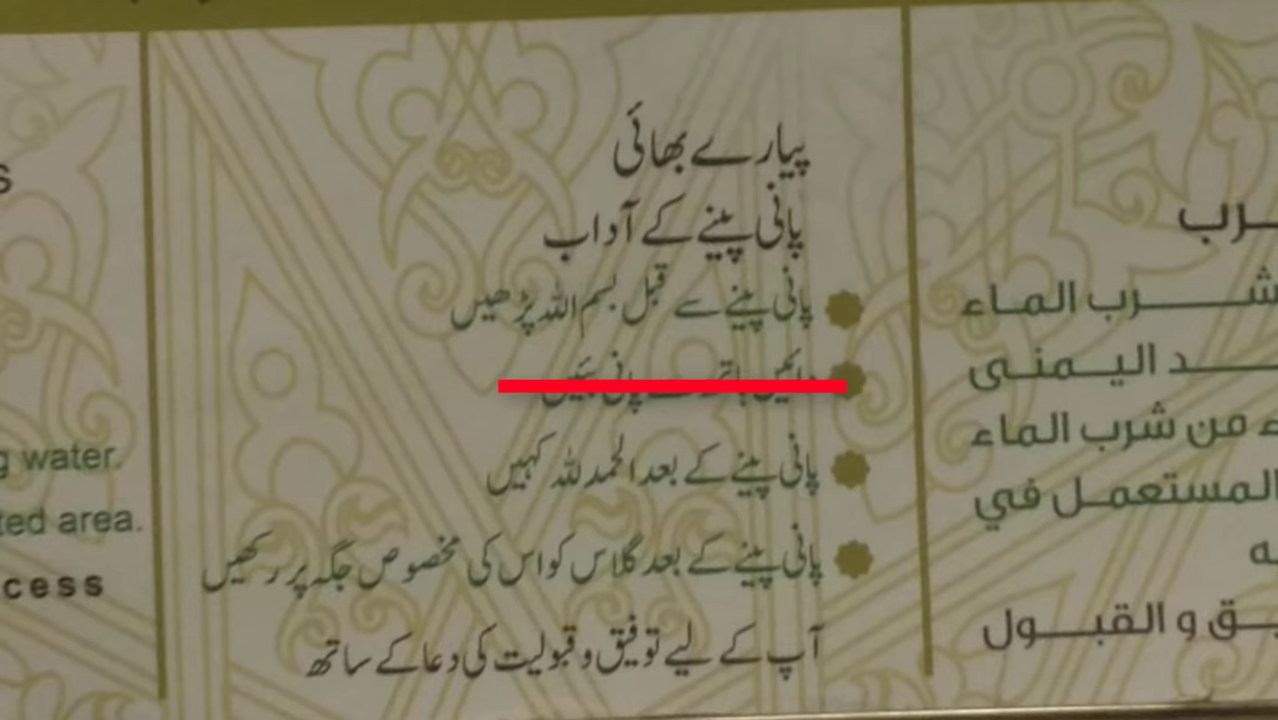 پیارے بھائی
پانی پینے کے آداب
پانی پینے سے قبل بسم اللہ پڑھیں
پانی پینے کے بعد الحمد للہ کہیں
پانی پینے کے بعد گلاس کو اس کی مخصوص جگہ پر رکھیں
آپ کے لیے توفیق و قبولیت کی دعا کے ساتھ
شرب الماء
اليمنى
من شرب الماء
المستعمل في
و القبول
water.
area.